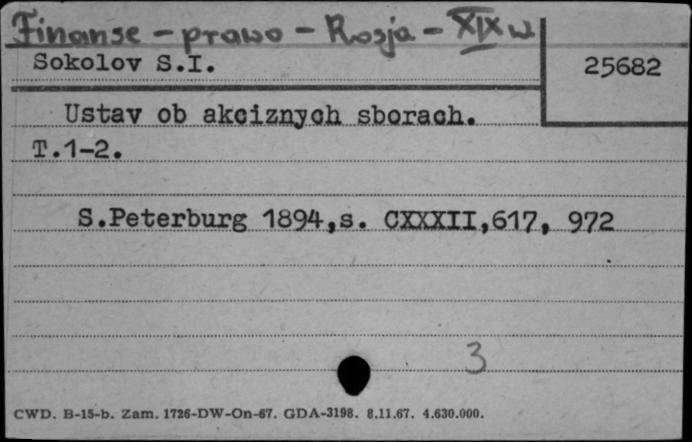 Finanse - prawo - Rosja - XIX w
Sokolov S.I.
25682
Ustav ob akciznych sborach.
T.1-2.
S.Peterburg 1894,s. CXXXII,617, 972
3
CWD. B-15-b. Zam. 1726-DW-On-67. GDA-3198. 8.11.67. 4.630.000.